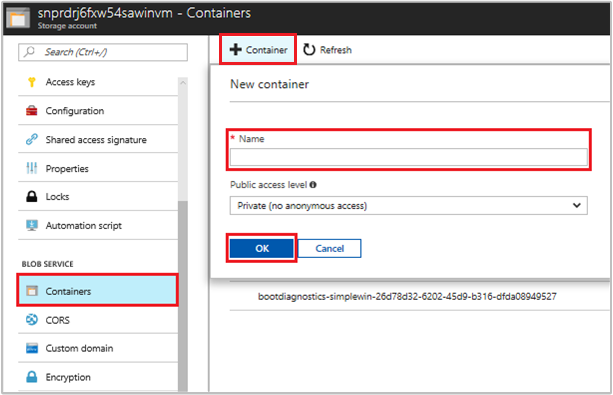 snprdrj6fxw54sawinvm - Containers
Storage account
Search (Ctrl+/)
Access keys
Configuration
Shared access signature
Properties
Locks
Automation script
BLOB SERVICE
Containers
CORS
Custom domain
Encryption
Container Refresh
New container
* Name
Public access level
Private (no anonymous access)
OK Cancel
bootdiagnostics-simplewin-26d78d32-6202-45d9-b316-dfda08949527